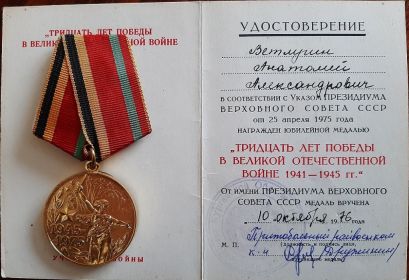 "ТРИДЦАТЬ ЛЕТ ПОБЕДЫ
В ВЕЛИКОЙ ОТЕЧЕСТВЕННОЙ ВОЙНЕ
УДОСТОВЕРЕНИЕ
Ветлугин
Анатолий
Александрович
В СООТВЕТСТВИИ С УКАЗОМ ПРЕЗИДИУМА
ВЕРХОВНОГО СОВЕТА СССР
от 25 апреля 1975 года
НАГРАЖДЕН ЮБИЛЕЙНОЙ МЕДАЛЬЮ
"ТРИДЦАТЬ ЛЕТ ПОБЕДЫ
В ВЕЛИКОЙ ОТЕЧЕСТВЕННОЙ
ВОЙНЕ 1941—1945 гг."
ОТ ИМЕНИ ПРЕЗИДИУМА ВЕРХОВНОГО
СОВЕТА СССР МЕДАЛЬ ВРУЧЕНА
10 октября 1976 года
М. П.